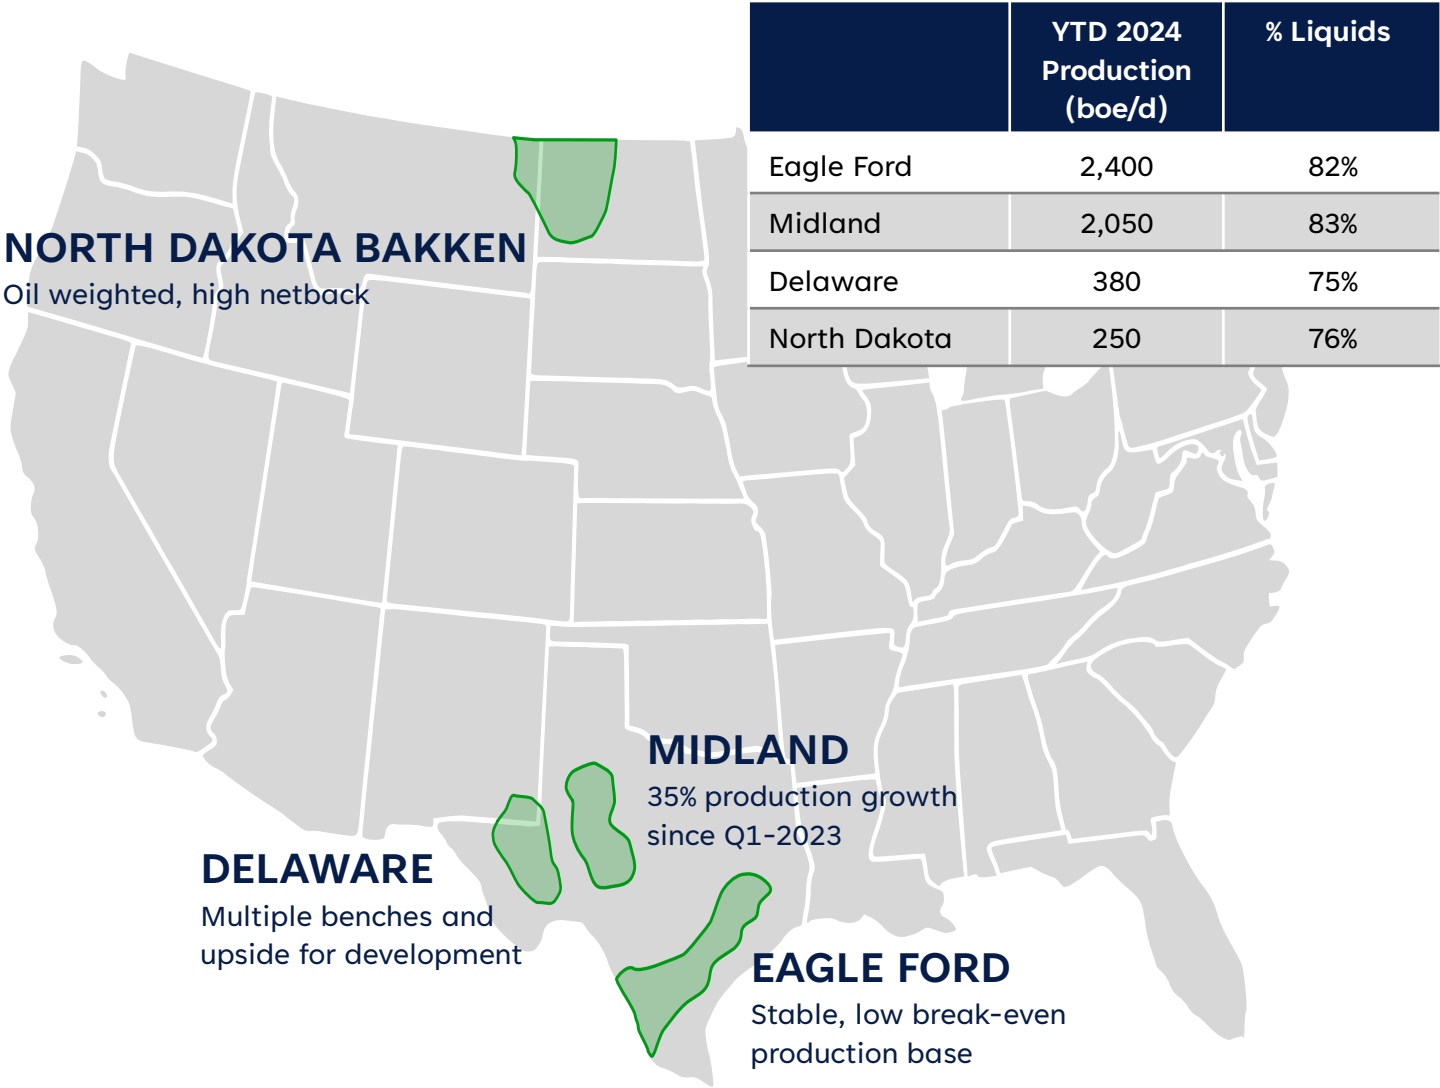 YTD 2024
Production
(boe/d)
% Liquids
Eagle Ford 2,400 82%
Midland 2,050 83%
Delaware 380 75%
North Dakota 250 76%
NORTH DAKOTA BAKKEN
Oil weighted, high netback
MIDLAND
35% production growth
since Q1-2023
DELAWARE
Multiple benches and
upside for development
EAGLE FORD
Stable, low break-even
production base